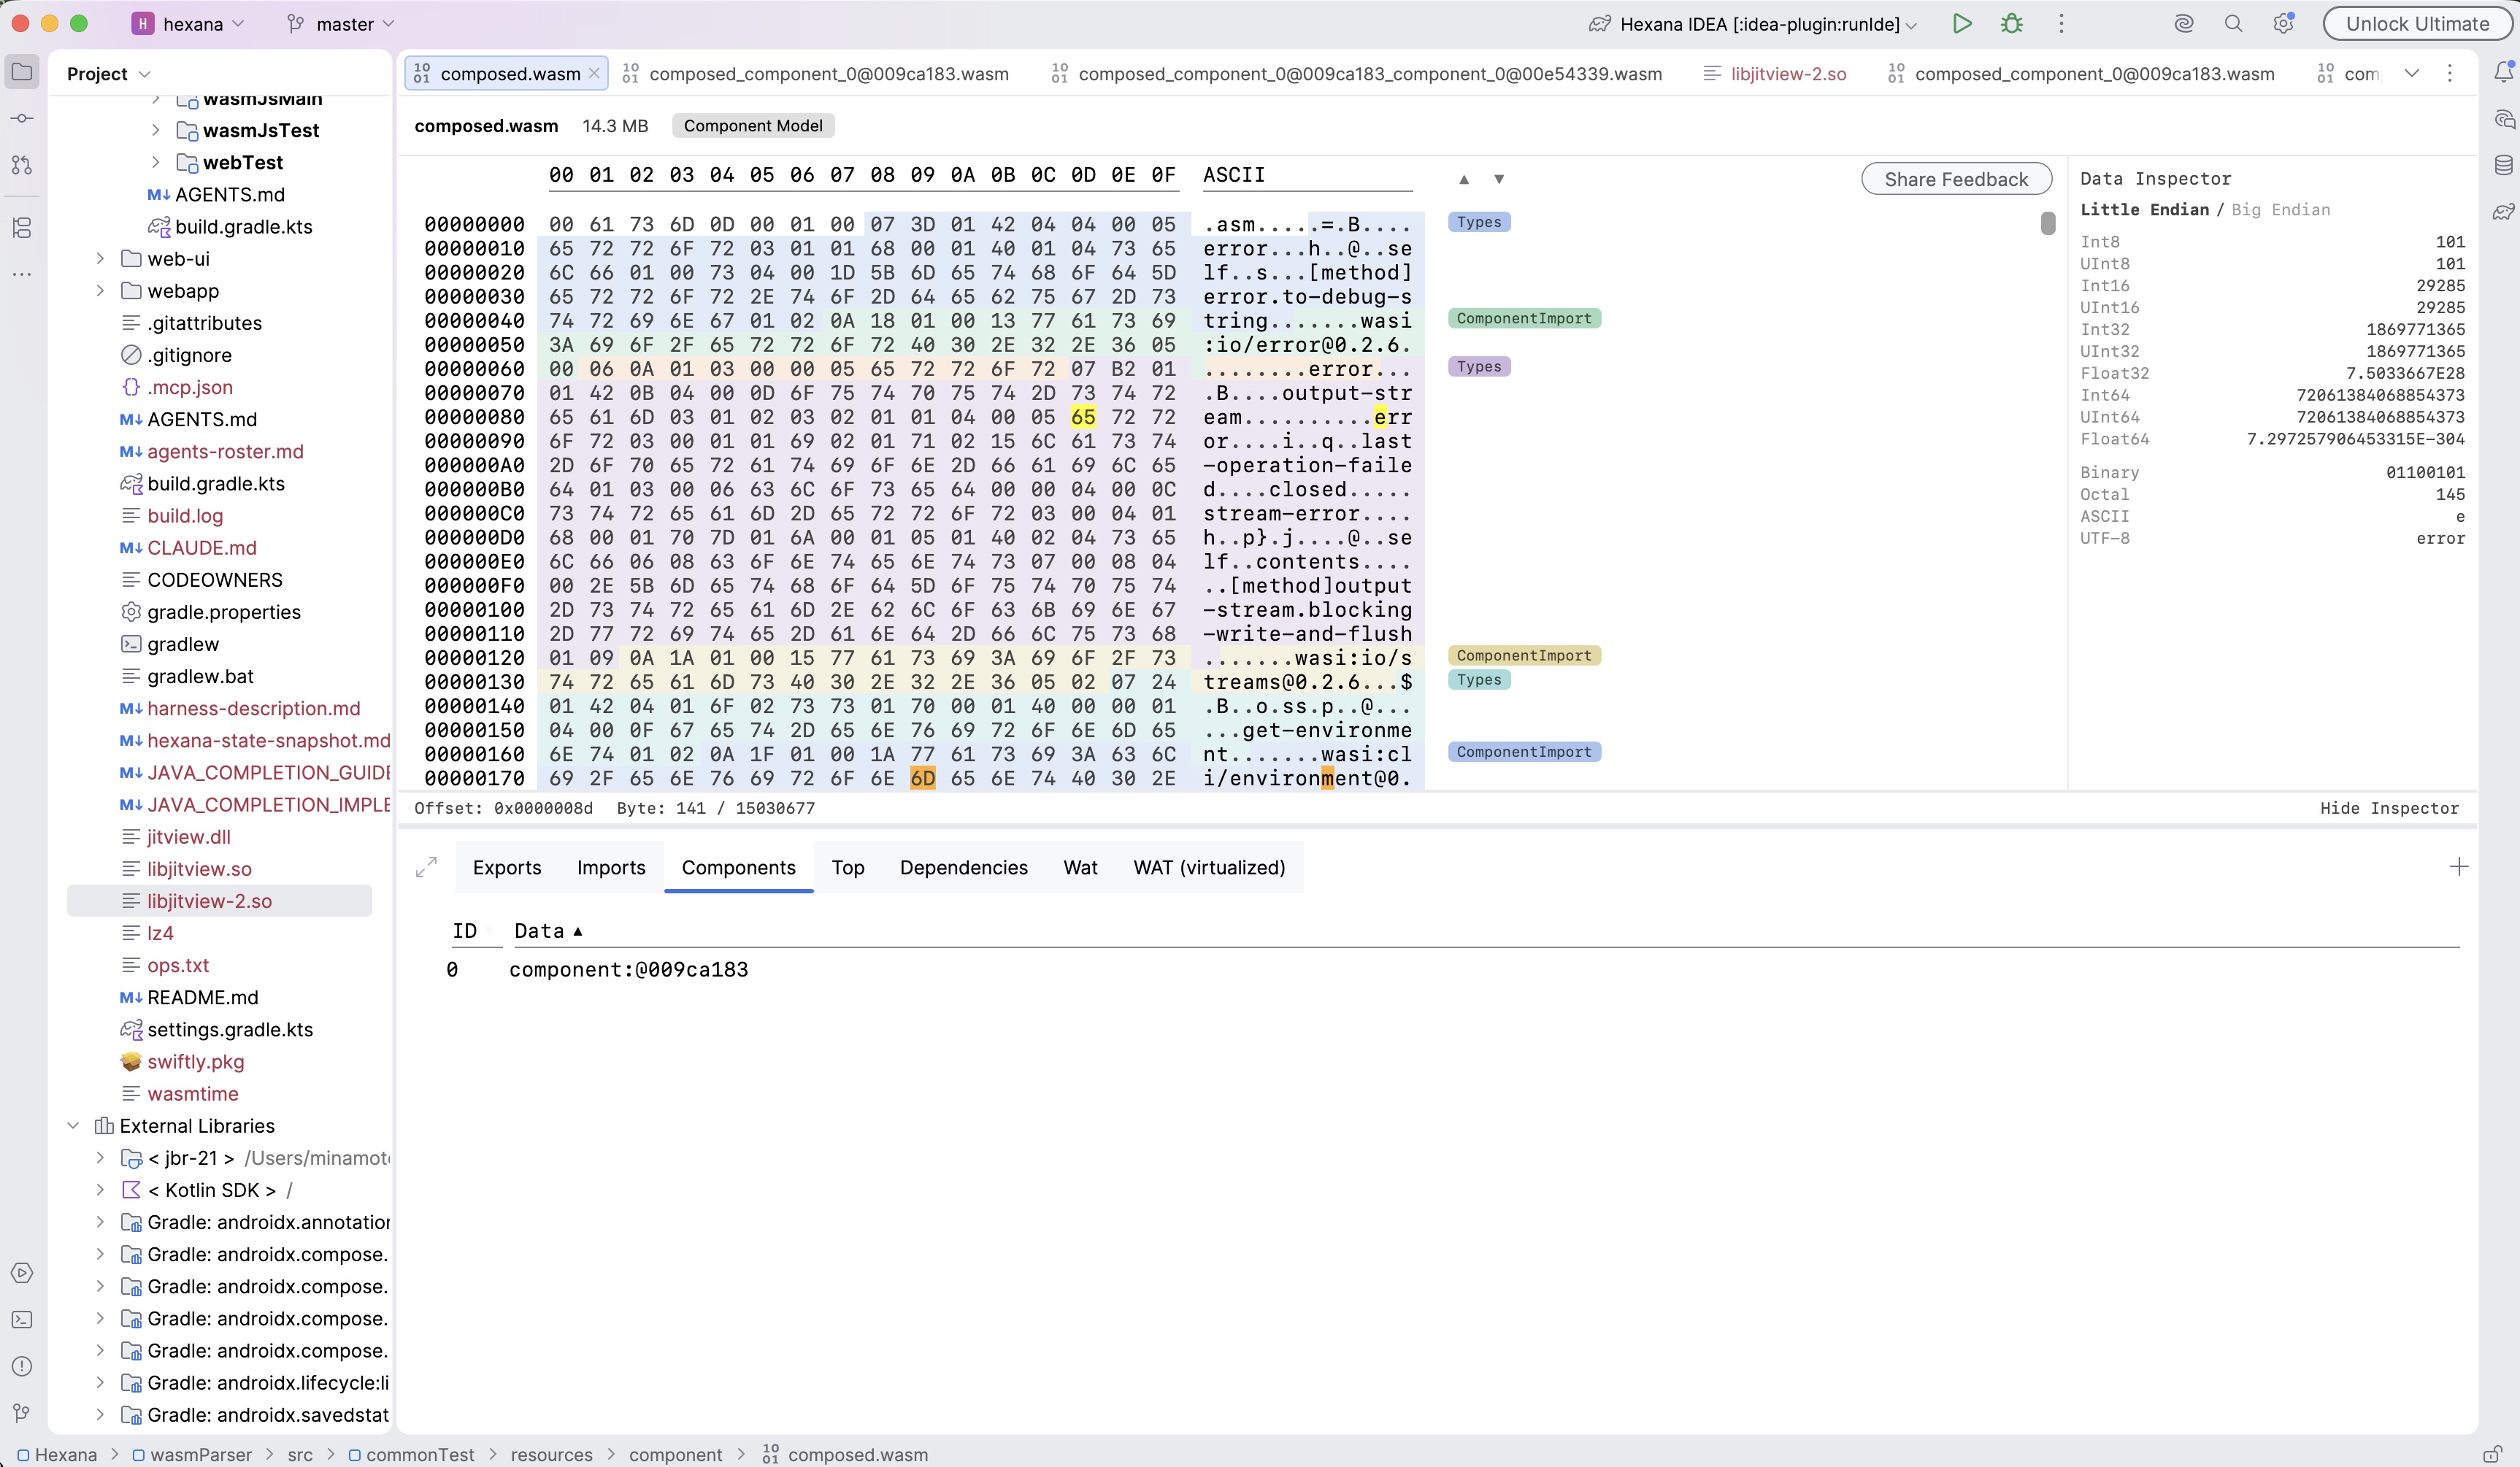 H hexana master Hexana IDEA [:idea-plugin:runIde] Unlock Ultimate
Project
wasmJsMain
wasmJsTest
webTest
M↓ AGENTS.md
build.gradle.kts
web-ui
webapp
.gitattributes
.gitignore
{} .mcp.json
M↓ AGENTS.md
M↓ agents-roster.md
build.gradle.kts
build.log
M↓ CLAUDE.md
CODEOWNERS
gradle.properties
gradlew
gradlew.bat
M↓ harness-description.md
M↓ hexana-state-snapshot.md
M↓ JAVA_COMPLETION_GUIDE
M↓ JAVA_COMPLETION_IMPLE
jitview.dll
libjitview.so
libjitview-2.so
lz4
ops.txt
M↓ README.md
settings.gradle.kts
swiftly.pkg
wasmtime
External Libraries
< jbr-21 > /Users/minamot
< Kotlin SDK > /
Gradle: androidx.annotation
Gradle: androidx.compose.
Gradle: androidx.compose.
Gradle: androidx.compose.
Gradle: androidx.compose.
Gradle: androidx.lifecycle:li
Gradle: androidx.savedstat
composed.wasm composed_component_0@009ca183.wasm composed_component_0@009ca183_component_0@00e54339.wasm libjitview-2.so composed_component_0@009ca183.wasm com
composed.wasm 14.3 MB Component Model
00 01 02 03 04 05 06 07 08 09 0A 0B 0C 0D 0E 0F ASCII ▲ ▼
Share Feedback
00000000 00 61 73 6D 0D 00 01 00 07 3D 01 42 04 04 00 05 .asm.....=.B.... Types
00000010 65 72 72 6F 72 03 01 01 68 00 01 40 01 04 73 65 error...h..@..se
00000020 6C 66 01 00 73 04 00 1D 5B 6D 65 74 68 6F 64 5D lf..s...[method]
00000030 65 72 72 6F 72 2E 74 6F 2D 64 65 62 75 67 2D 73 error.to-debug-s
00000040 74 72 69 6E 67 01 02 0A 18 01 00 13 77 61 73 69 tring.......wasi ComponentImport
00000050 3A 69 6F 2F 65 72 72 6F 72 40 30 2E 32 2E 36 05 :io/error@0.2.6.
00000060 00 06 0A 01 03 00 00 05 65 72 72 6F 72 07 B2 01 ........error... Types
00000070 01 42 0B 04 00 0D 6F 75 74 70 75 74 2D 73 74 72 .B....output-str
00000080 65 61 6D 03 01 02 03 02 01 01 04 00 05 65 72 72 eam..........err
00000090 6F 72 03 00 01 01 69 02 01 71 02 15 6C 61 73 74 or....i..q..last
000000A0 2D 6F 70 65 72 61 74 69 6F 6E 2D 66 61 69 6C 65 -operation-faile
000000B0 64 01 03 00 06 63 6C 6F 73 65 64 00 00 04 00 0C d....closed.....
000000C0 73 74 72 65 61 6D 2D 65 72 72 6F 72 03 00 04 01 stream-error....
000000D0 68 00 01 70 7D 01 6A 00 01 05 01 40 02 04 73 65 h..p}.j....@..se
000000E0 6C 66 06 08 63 6F 6E 74 65 6E 74 73 07 00 08 04 lf..contents....
000000F0 00 2E 5B 6D 65 74 68 6F 64 5D 6F 75 74 70 75 74 ..[method]output
00000100 2D 73 74 72 65 61 6D 2E 62 6C 6F 63 6B 69 6E 67 -stream.blocking
00000110 2D 77 72 69 74 65 2D 61 6E 64 2D 66 6C 75 73 68 -write-and-flush
00000120 01 09 0A 1A 01 00 15 77 61 73 69 3A 69 6F 2F 73 .......wasi:io/s ComponentImport
00000130 74 72 65 61 6D 73 40 30 2E 32 2E 36 05 02 07 24 treams@0.2.6...$ Types
00000140 01 42 04 01 6F 02 73 73 01 70 00 01 40 00 00 01 .B..o.ss.p..@...
00000150 04 00 0F 67 65 74 2D 65 6E 76 69 72 6F 6E 6D 65 ...get-environme
00000160 6E 74 01 02 0A 1F 01 00 1A 77 61 73 69 3A 63 6C nt.......wasi:cl ComponentImport
00000170 69 2F 65 6E 76 69 72 6F 6E 6D 65 6E 74 40 30 2E i/environment@0.
Data Inspector
Little Endian / Big Endian
Int8 101
UInt8 101
Int16 29285
UInt16 29285
Int32 1869771365
UInt32 1869771365
Float32 7.5033667E28
Int64 72061384068854373
UInt64 72061384068854373
Float64 7.297257906453315E-304
Binary 01100101
Octal 145
ASCII e
UTF-8 error
Offset: 0x0000008d Byte: 141 / 15030677 Hide Inspector
Exports Imports Components Top Dependencies Wat WAT (virtualized)
ID Data ▲
0 component:@009ca183
Hexana > wasmParser > src > commonTest > resources > component > composed.wasm